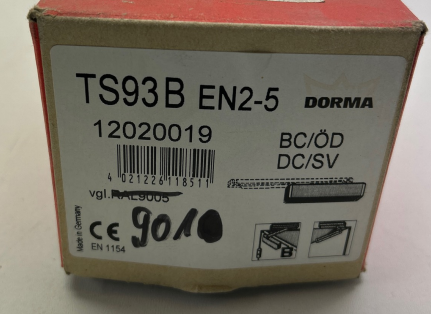 TS93B EN2-5 DORMA
12020019
BC/ÖD
DC/SV
4 021226 118511
vgl.RAL9005
9010
CE
EN 1154
Made in Germany
B